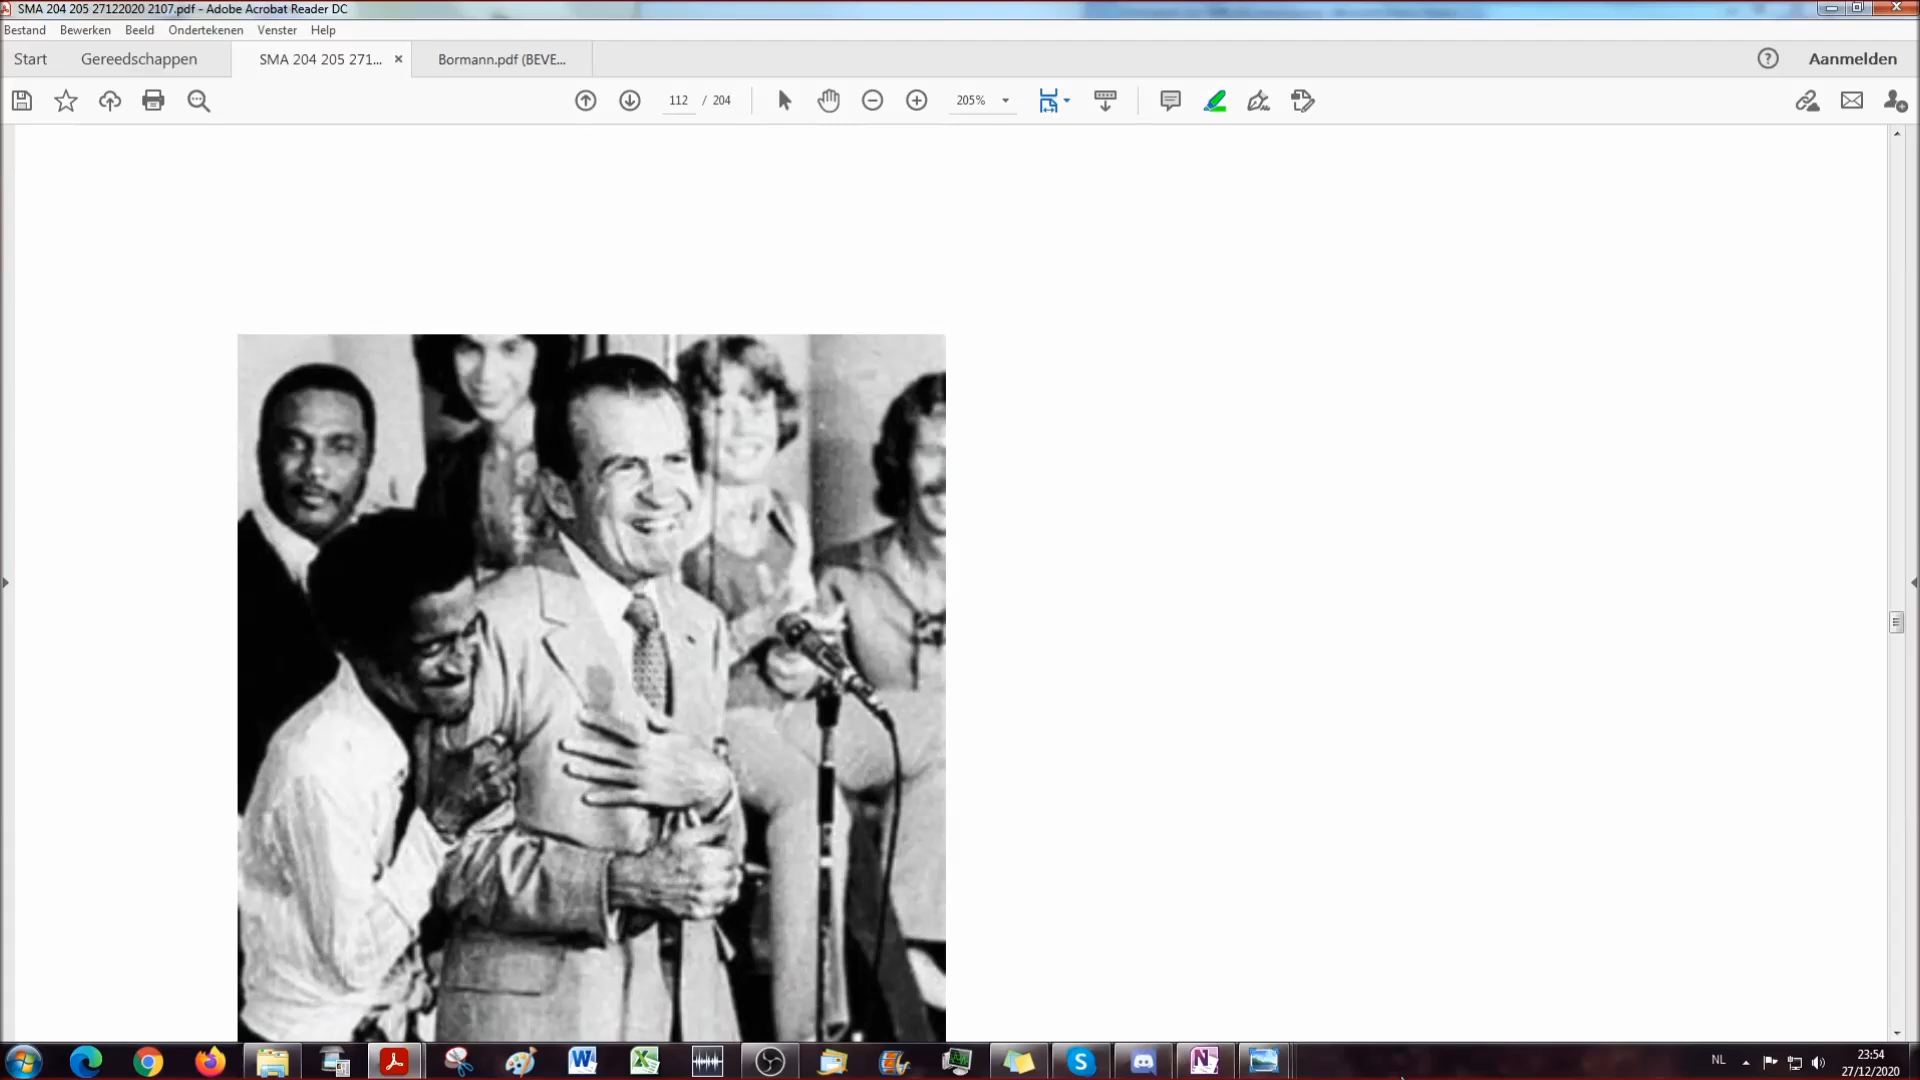 SMA 204 205 27122020 2107.pdf - Adobe Acrobat Reader DC
Bestand Bewerken Beeld Ondertekenen Venster Help
Start Gereedschappen SMA 204 205 271... × Bormann.pdf (BEVE... ? Aanmelden
112 / 204 205%
NL 23:54
27/12/2020